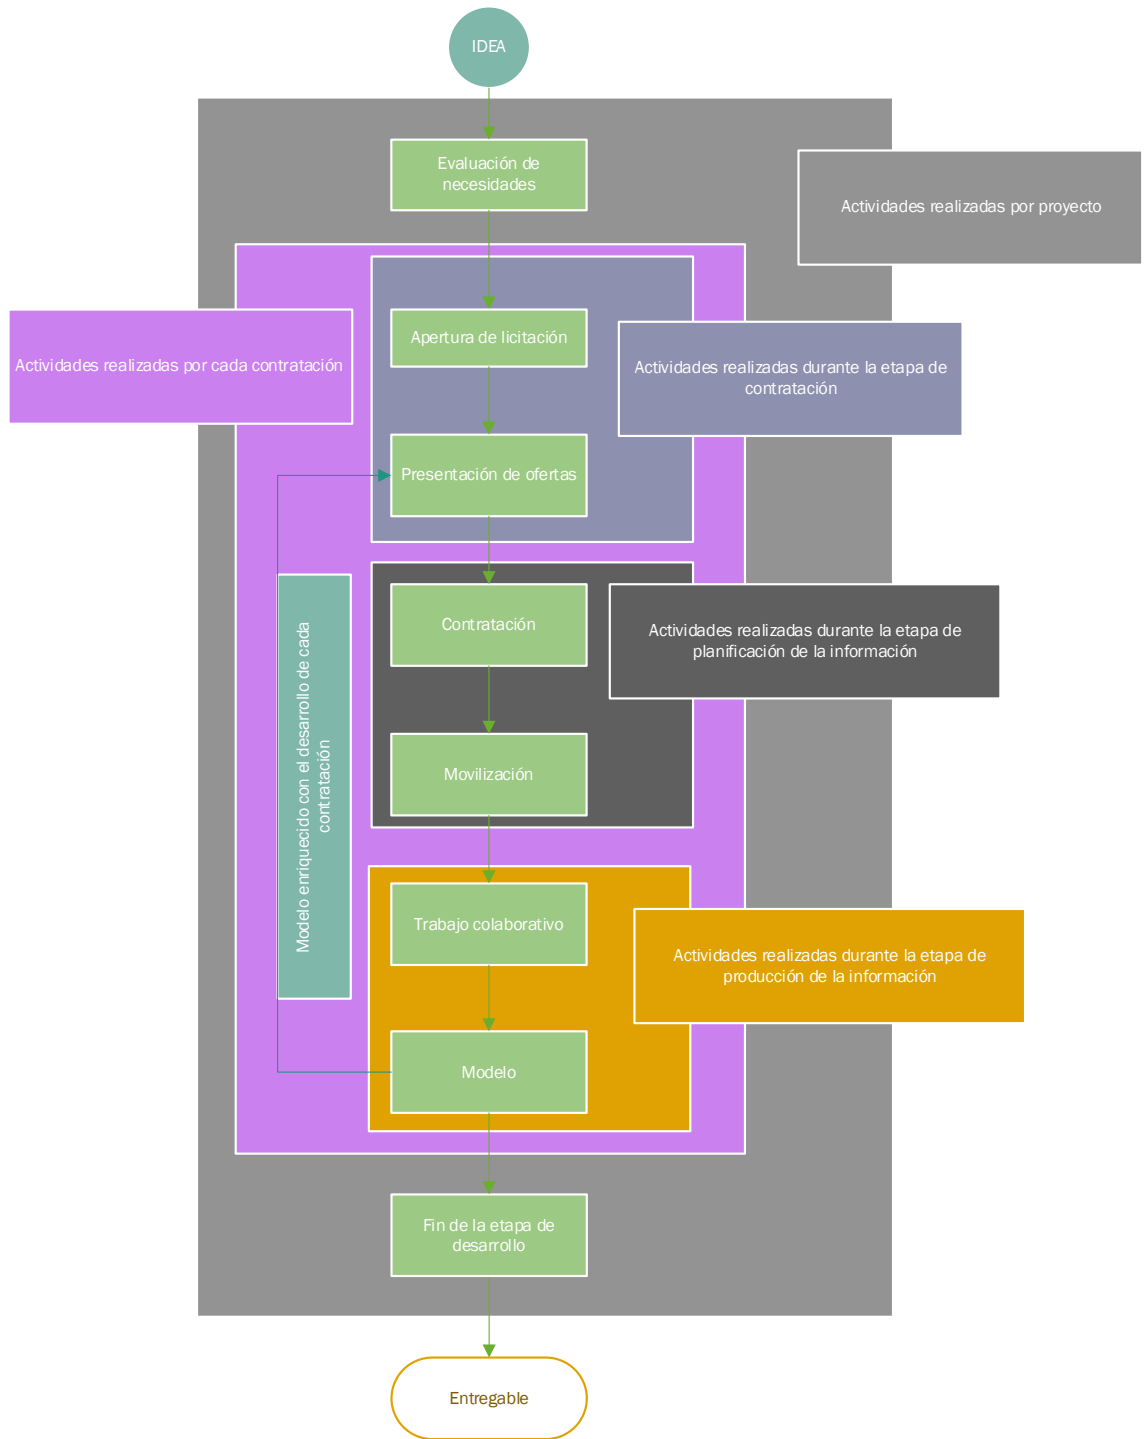 IDEA
Evaluación de
necesidades
Actividades realizadas por proyecto
Apertura de licitación
Actividades realizadas por cada contratación
Actividades realizadas durante la etapa de
contratación
Presentación de ofertas
Contratación
Actividades realizadas durante la etapa de
planificación de la información
Modelo enriquecido con el desarrollo de cada
contratación
Movilización
Trabajo colaborativo
Actividades realizadas durante la etapa de
producción de la información
Modelo
Fin de la etapa de
desarrollo
Entregable